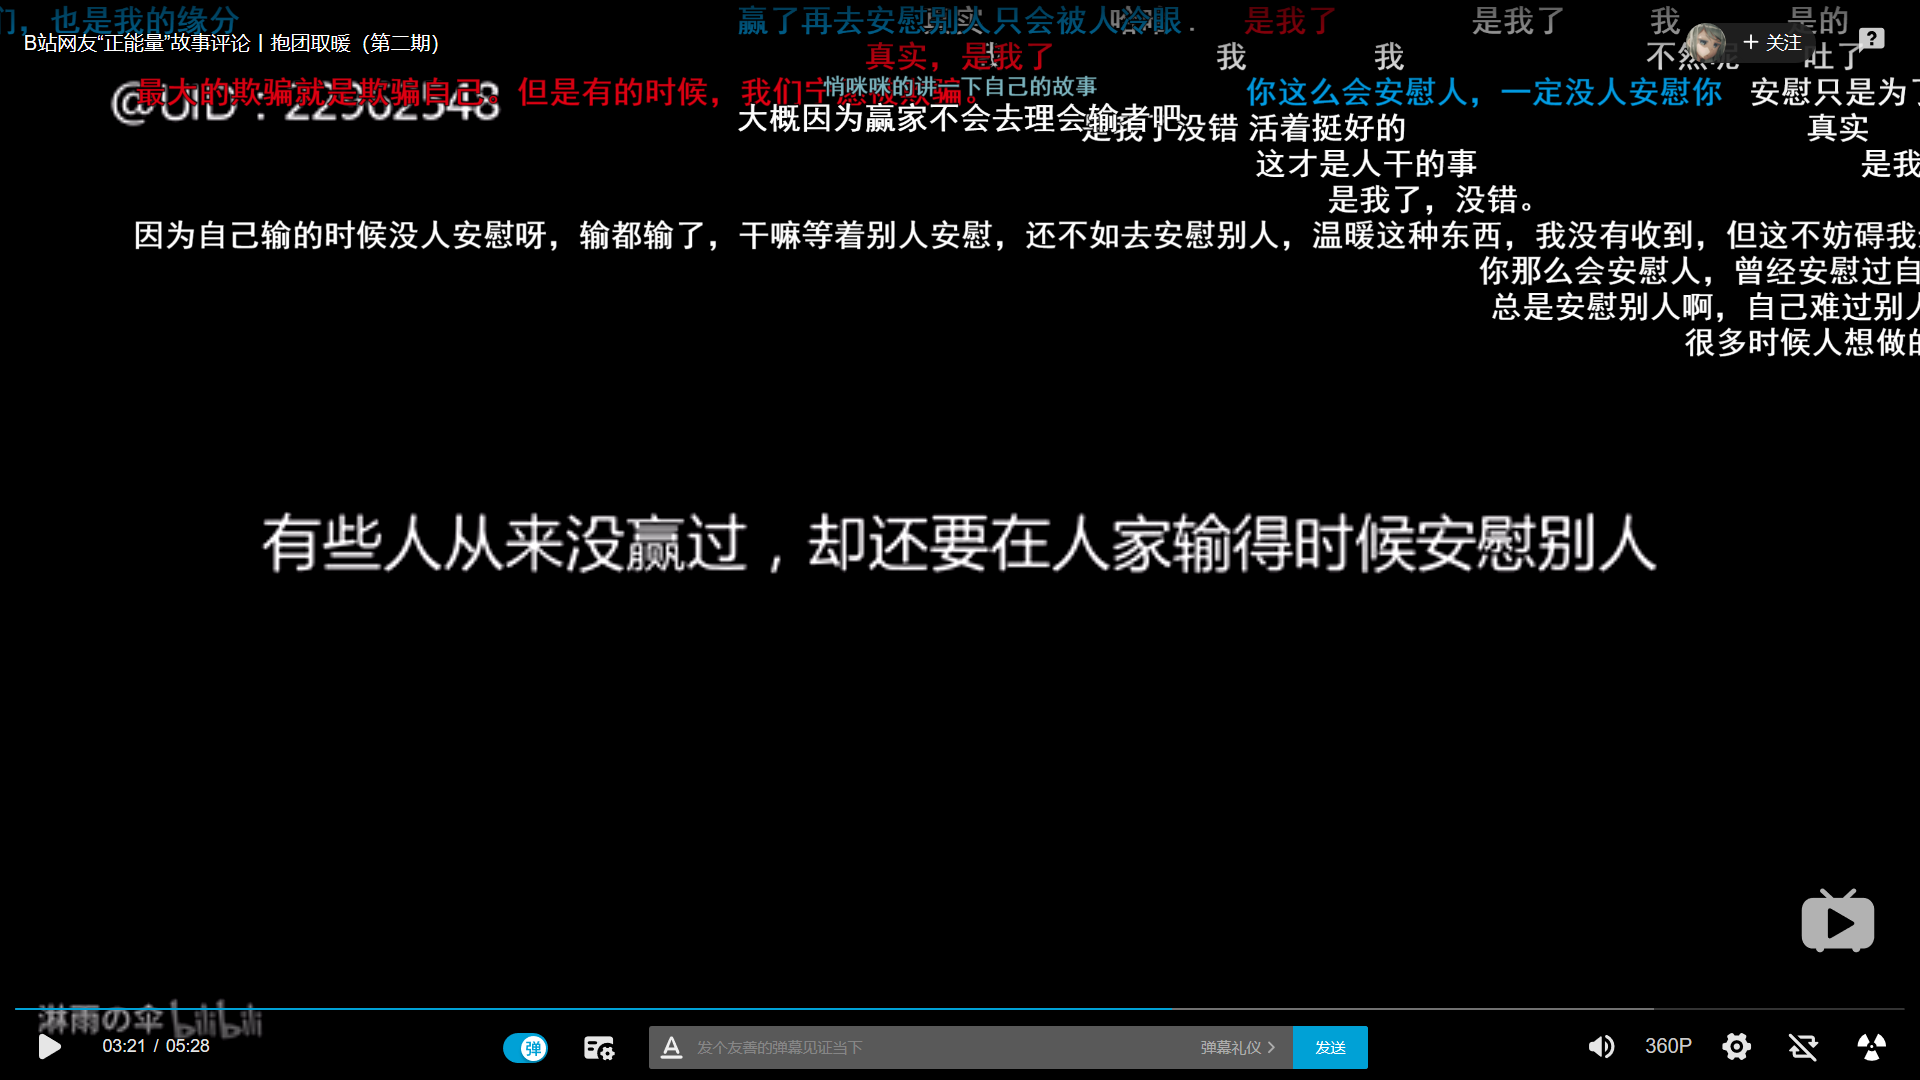 们，也是我的缘分
赢了再去安慰别人只会被人冷眼．
真实
哈哈
是我了
是我了
我
是的
B站网友“正能量”故事评论丨抱团取暖（第二期）
真实，是我了
我
我
我
不然呢
吐了
+ 关注
@UID：22962548
最大的欺骗就是欺骗自己。但是有的时候，我们宁愿被欺骗。
悄咪咪的讲一下自己的故事
你这么会安慰人，一定没人安慰你
安慰只是为了
大概因为赢家不会去理会输者吧
是我了没错
活着挺好的
真实
这才是人干的事
是我
是我了，没错。
因为自己输的时候没人安慰呀，输都输了，干嘛等着别人安慰，还不如去安慰别人，温暖这种东西，我没有收到，但这不妨碍我
你那么会安慰人，曾经安慰过自
总是安慰别人啊，自己难过别人
很多时候人想做的
有些人从来没赢过，却还要在人家输得时候安慰别人
淋雨の伞 bilibili
03:21 / 05:28
弹
发个友善的弹幕见证当下
弹幕礼仪 >
发送
360P